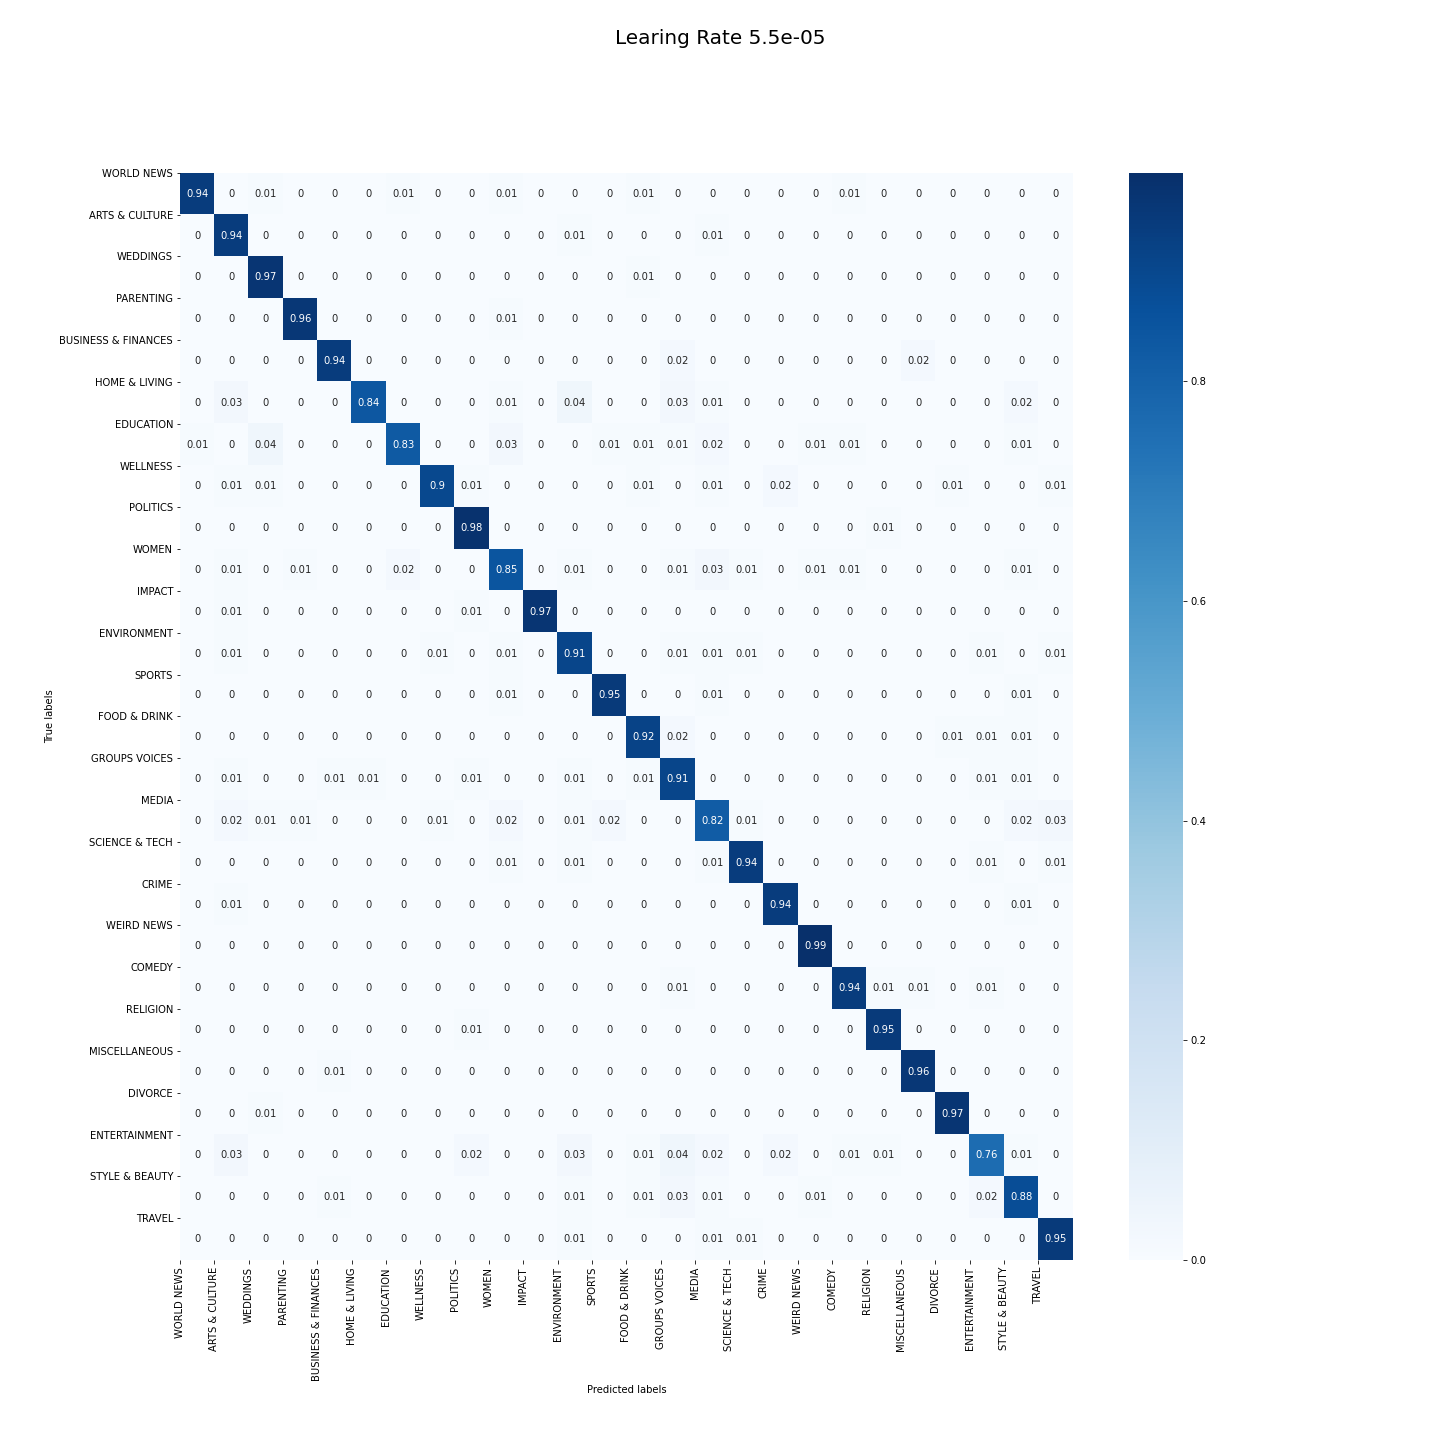 Learing Rate 5.5e-05
WORLD NEWS
0.94 0 0.01 0 0 0 0.01 0 0 0.01 0 0 0 0.01 0 0 0 0 0 0.01 0 0 0 0 0 0
ARTS & CULTURE
0 0.94 0 0 0 0 0 0 0 0 0 0.01 0 0 0 0.01 0 0 0 0 0 0 0 0 0 0
WEDDINGS
0 0 0.97 0 0 0 0 0 0 0 0 0 0 0.01 0 0 0 0 0 0 0 0 0 0 0 0
PARENTING
0 0 0 0.96 0 0 0 0 0 0.01 0 0 0 0 0 0 0 0 0 0 0 0 0 0 0 0
BUSINESS & FINANCES
0 0 0 0 0.94 0 0 0 0 0 0 0 0 0 0.02 0 0 0 0 0 0 0.02 0 0 0 0
HOME & LIVING
0 0.03 0 0 0 0.84 0 0 0 0.01 0 0.04 0 0 0.03 0.01 0 0 0 0 0 0 0 0 0.02 0
EDUCATION
0.01 0 0.04 0 0 0 0.83 0 0 0.03 0 0 0.01 0.01 0.01 0.02 0 0 0.01 0.01 0 0 0 0 0.01 0
WELLNESS
0 0.01 0.01 0 0 0 0 0.9 0.01 0 0 0 0 0.01 0 0.01 0 0.02 0 0 0 0 0.01 0 0 0.01
POLITICS
0 0 0 0 0 0 0 0 0.98 0 0 0 0 0 0 0 0 0 0 0 0.01 0 0 0 0 0
WOMEN
0 0.01 0 0.01 0 0 0.02 0 0 0.85 0 0.01 0 0 0.01 0.03 0.01 0 0.01 0.01 0 0 0 0 0.01 0
IMPACT
0 0.01 0 0 0 0 0 0 0.01 0 0.97 0 0 0 0 0 0 0 0 0 0 0 0 0 0 0
ENVIRONMENT
0 0.01 0 0 0 0 0 0.01 0 0.01 0 0.91 0 0 0.01 0.01 0.01 0 0 0 0 0 0 0.01 0 0.01
SPORTS
0 0 0 0 0 0 0 0 0 0.01 0 0 0.95 0 0 0.01 0 0 0 0 0 0 0 0 0.01 0
FOOD & DRINK
0 0 0 0 0 0 0 0 0 0 0 0 0 0.92 0.02 0 0 0 0 0 0 0 0.01 0.01 0.01 0
GROUPS VOICES
0 0.01 0 0 0.01 0.01 0 0 0.01 0 0 0.01 0 0.01 0.91 0 0 0 0 0 0 0 0 0.01 0.01 0
MEDIA
0 0.02 0.01 0.01 0 0 0 0.01 0 0.02 0 0.01 0.02 0 0 0.82 0.01 0 0 0 0 0 0 0 0.02 0.03
SCIENCE & TECH
0 0 0 0 0 0 0 0 0 0.01 0 0.01 0 0 0 0.01 0.94 0 0 0 0 0 0 0.01 0 0.01
CRIME
0 0.01 0 0 0 0 0 0 0 0 0 0 0 0 0 0 0 0.94 0 0 0 0 0 0 0.01 0
WEIRD NEWS
0 0 0 0 0 0 0 0 0 0 0 0 0 0 0 0 0 0 0.99 0 0 0 0 0 0 0
COMEDY
0 0 0 0 0 0 0 0 0 0 0 0 0 0 0.01 0 0 0 0 0.94 0.01 0.01 0 0.01 0 0
RELIGION
0 0 0 0 0 0 0 0 0.01 0 0 0 0 0 0 0 0 0 0 0 0.95 0 0 0 0 0
MISCELLANEOUS
0 0 0 0 0.01 0 0 0 0 0 0 0 0 0 0 0 0 0 0 0 0 0.96 0 0 0 0
DIVORCE
0 0 0.01 0 0 0 0 0 0 0 0 0 0 0 0 0 0 0 0 0 0 0 0.97 0 0 0
ENTERTAINMENT
0 0.03 0 0 0 0 0 0 0.02 0 0 0.03 0 0.01 0.04 0.02 0 0.02 0 0.01 0.01 0 0 0.76 0.01 0
STYLE & BEAUTY
0 0 0 0 0.01 0 0 0 0 0 0 0.01 0 0.01 0.03 0.01 0 0 0.01 0 0 0 0 0.02 0.88 0
TRAVEL
0 0 0 0 0 0 0 0 0 0 0 0.01 0 0 0 0.01 0.01 0 0 0 0 0 0 0 0 0.95
True labels
WORLD NEWS
ARTS & CULTURE
WEDDINGS
PARENTING
BUSINESS & FINANCES
HOME & LIVING
EDUCATION
WELLNESS
POLITICS
WOMEN
IMPACT
ENVIRONMENT
SPORTS
FOOD & DRINK
GROUPS VOICES
MEDIA
SCIENCE & TECH
CRIME
WEIRD NEWS
COMEDY
RELIGION
MISCELLANEOUS
DIVORCE
ENTERTAINMENT
STYLE & BEAUTY
TRAVEL
Predicted labels
0.8
0.6
0.4
0.2
0.0